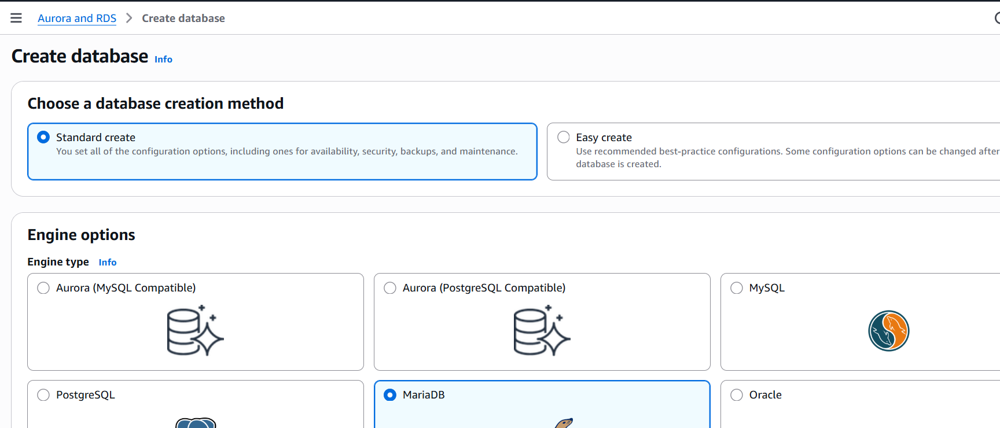 Aurora and RDS > Create database
Create database Info
Choose a database creation method
Standard create
You set all of the configuration options, including ones for availability, security, backups, and maintenance.
Easy create
Use recommended best-practice configurations. Some configuration options can be changed after
database is created.
Engine options
Engine type Info
Aurora (MySQL Compatible)
Aurora (PostgreSQL Compatible)
MySQL
PostgreSQL
MariaDB
Oracle